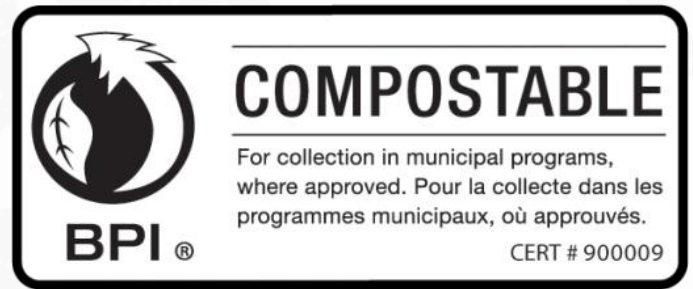 COMPOSTABLE
For collection in municipal programs,
where approved. Pour la collecte dans les
programmes municipaux, où approuvés.
BPI ®
CERT # 900009